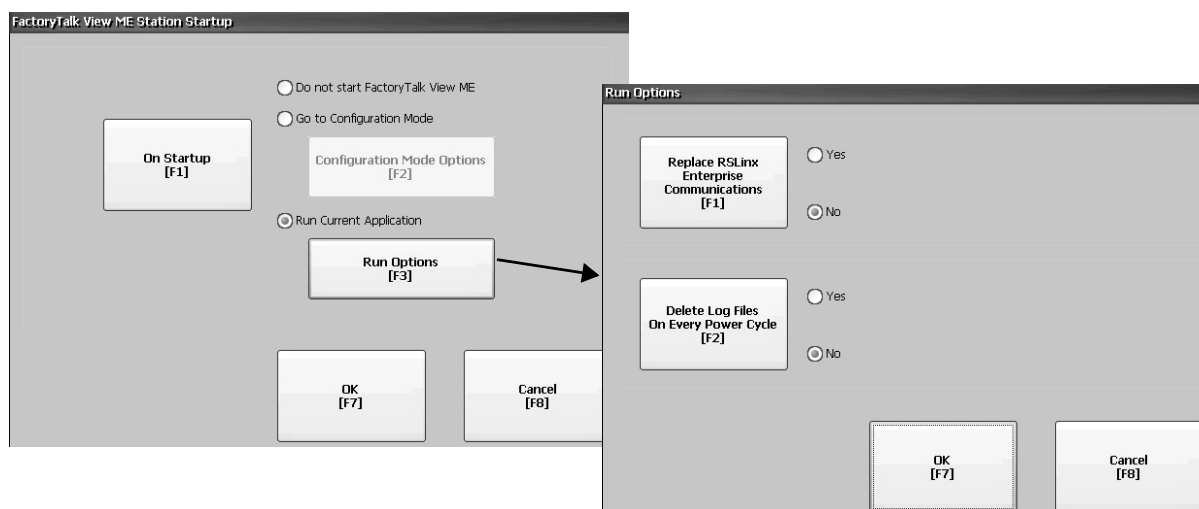 FactoryTalk View ME Station Startup
Do not start FactoryTalk View ME
Go to Configuration Mode
On Startup
[F1]
Configuration Mode Options
[F2]
Run Current Application
Run Options
[F3]
OK
[F7]
Cancel
[F8]
Run Options
Replace RSLinx
Enterprise
Communications
[F1]
Yes
No
Delete Log Files
On Every Power Cycle
[F2]
Yes
No
OK
[F7]
Cancel
[F8]